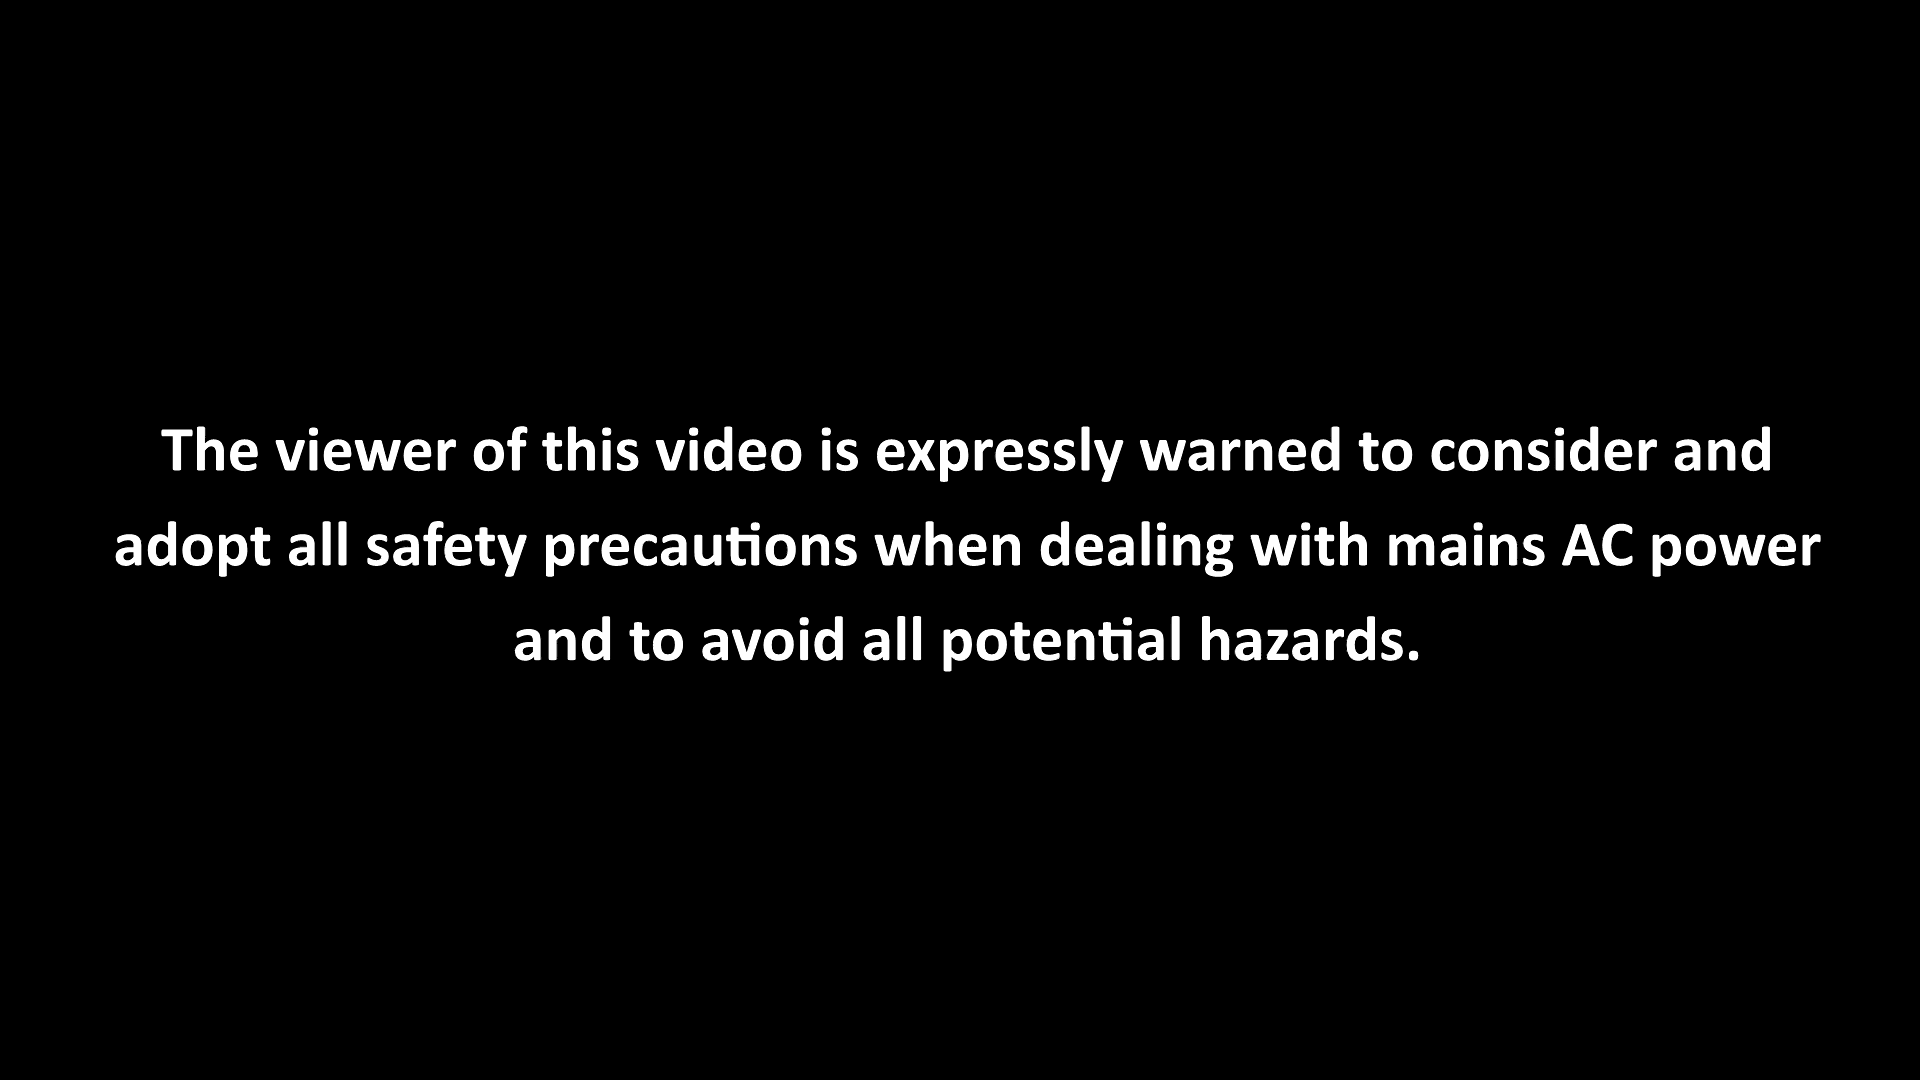 The viewer of this video is expressly warned to consider and
adopt all safety precautions when dealing with mains AC power
and to avoid all potential hazards.